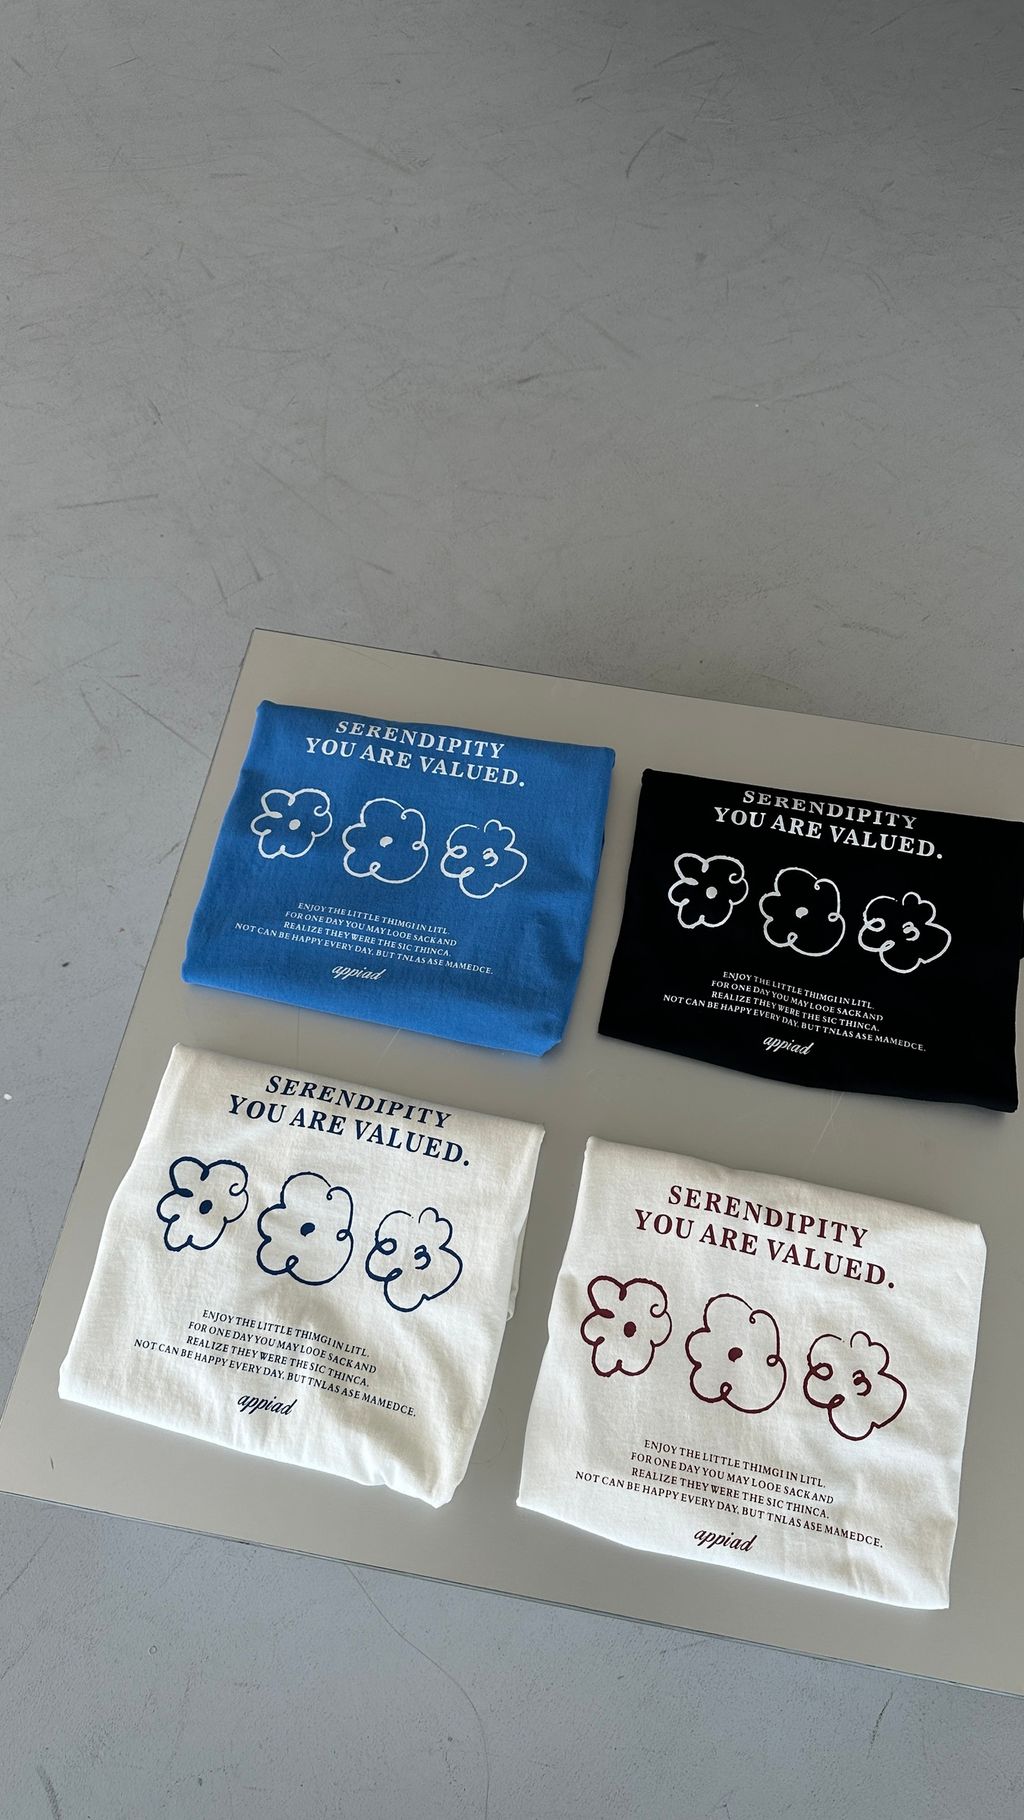 SERENDIPITY
YOU ARE VALUED.
ENJOY THE LITTLE THIMGI IN LITL.
FOR ONE DAY YOU MAY LOOE SACK AND
REALIZE THEY WERE THE SIC THINCA.
NOT CAN BE HAPPY EVERY DAY, BUT TNLAS ASE MAMEDCE.
appiad
SERENDIPITY
YOU ARE VALUED.
ENJOY THE LITTLE THIMGI IN LITL.
FOR ONE DAY YOU MAY LOOE SACK AND
REALIZE THEY WERE THE SIC THINCA.
NOT CAN BE HAPPY EVERY DAY, BUT TNLAS ASE MAMEDCE.
appiad
SERENDIPITY
YOU ARE VALUED.
ENJOY THE LITTLE THIMGI IN LITL.
FOR ONE DAY YOU MAY LOOE SACK AND
REALIZE THEY WERE THE SIC THINCA.
NOT CAN BE HAPPY EVERY DAY, BUT TNLAS ASE MAMEDCE.
appiad
SERENDIPITY
YOU ARE VALUED.
ENJOY THE LITTLE THIMGI IN LITL.
FOR ONE DAY YOU MAY LOOE SACK AND
REALIZE THEY WERE THE SIC THINCA.
NOT CAN BE HAPPY EVERY DAY, BUT TNLAS ASE MAMEDCE.
appiad